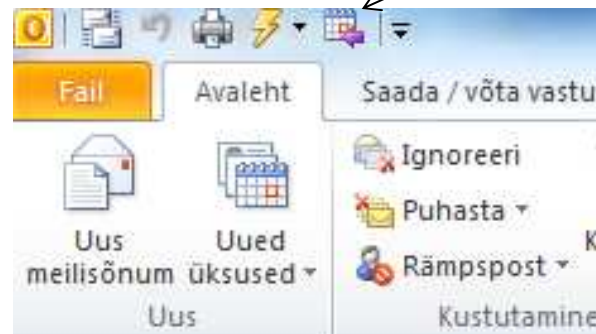 Fail Avaleht Saada / võta vastu
Ignoreeri
Puhasta
Uus Uued
meilisõnum üksused Rämpspost
Uus Kustutamine